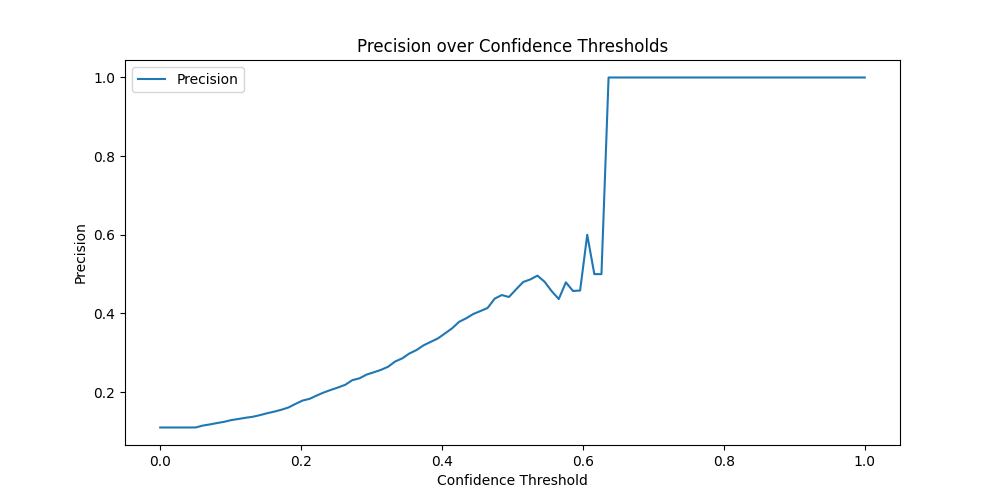 Precision over Confidence Thresholds
Precision
1.0
0.8
0.6
0.4
0.2
Precision
0.0 0.2 0.4 0.6 0.8 1.0
Confidence Threshold